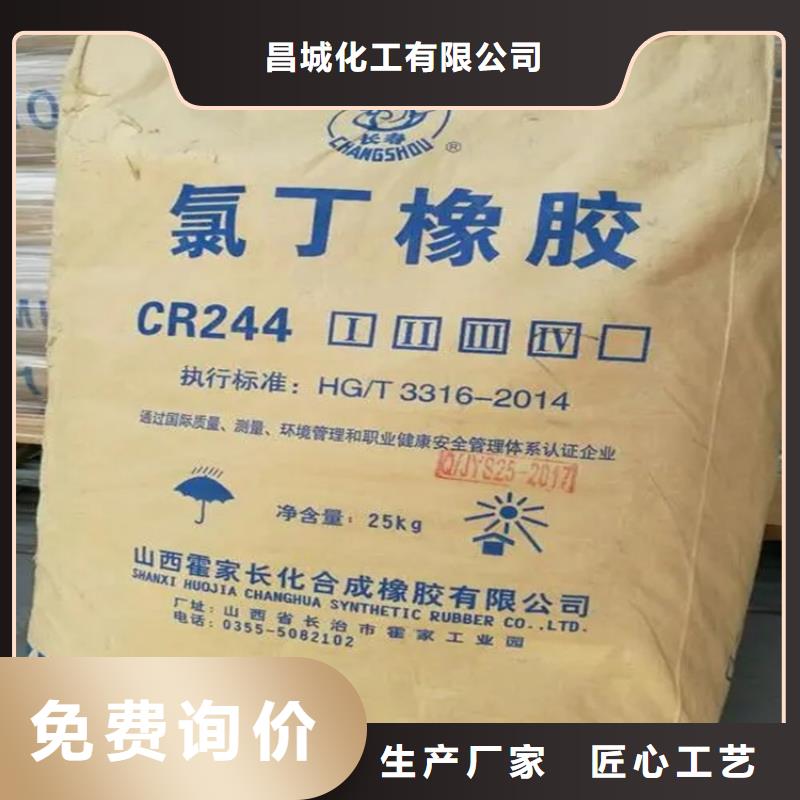 昌城化工有限公司
长春
CHANGSHOU ®
氯丁橡胶
CR244 I II III IV
执行标准：HG/T 3316-2014
通过国际质量、测量、环境管理和职业健康安全管理体系认证企业
Q/JYS25-2017
净含量：25kg
山西霍家长化合成橡胶有限公司
SHANXI HUOJIA CHANGHUA SYNTHETIC RUBBER CO.,LTD.
厂址：山西省长治市霍家工业园
电话：0355-5082102
免费询价
生产厂家 匠心工艺